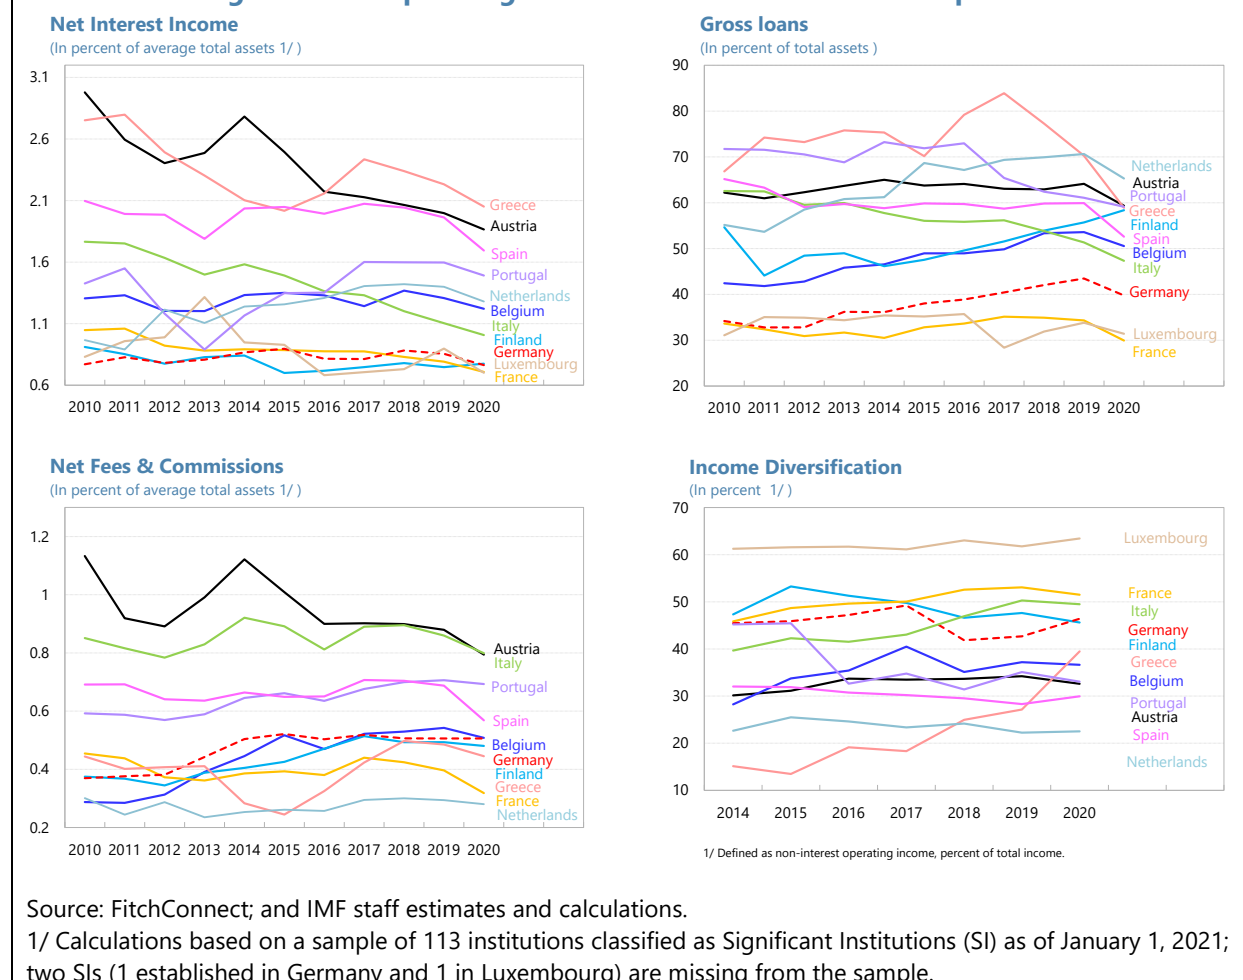 Net Interest Income
(In percent of average total assets 1/ )
3.1
2.6
2.1
1.6
1.1
0.6
Greece
Austria
Spain
Portugal
Netherlands
Belgium
Italy
Finland
Germany
Luxembourg
France
2010 2011 2012 2013 2014 2015 2016 2017 2018 2019 2020
Gross loans
(In percent of total assets )
90
80
70
60
50
40
30
20
Netherlands
Austria
Portugal
Greece
Finland
Spain
Belgium
Italy
Germany
Luxembourg
France
2010 2011 2012 2013 2014 2015 2016 2017 2018 2019 2020
Net Fees & Commissions
(In percent of average total assets 1/ )
1.2
1
0.8
0.6
0.4
0.2
Austria
Italy
Portugal
Spain
Belgium
Germany
Finland
Greece
France
Netherlands
2010 2011 2012 2013 2014 2015 2016 2017 2018 2019 2020
Income Diversification
(In percent 1/ )
70
60
50
40
30
20
10
Luxembourg
France
Italy
Germany
Finland
Greece
Belgium
Portugal
Austria
Spain
Netherlands
2014 2015 2016 2017 2018 2019 2020
1/ Defined as non-interest operating income, percent of total income.
Source: FitchConnect; and IMF staff estimates and calculations.
1/ Calculations based on a sample of 113 institutions classified as Significant Institutions (SI) as of January 1, 2021;
two SIs (1 established in Germany and 1 in Luxembourg) are missing from the sample.